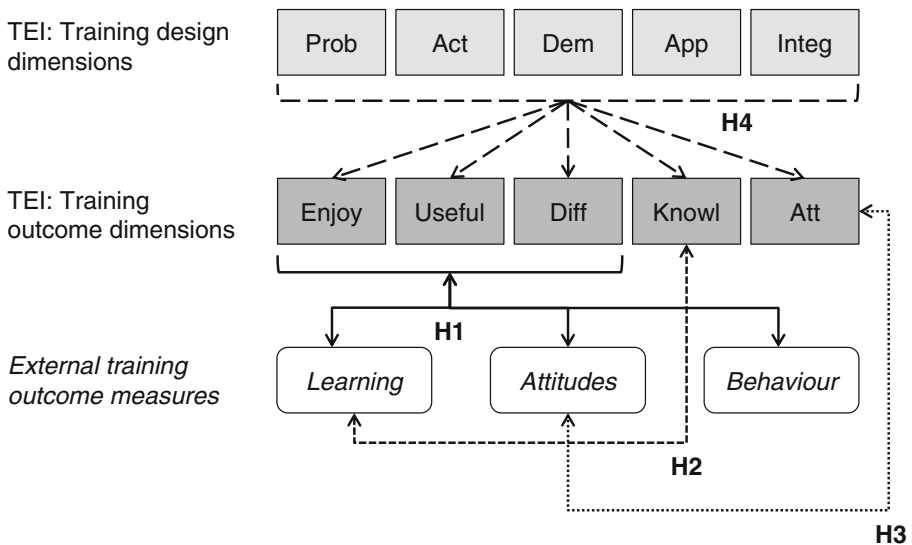 TEI: Training design
dimensions
Prob Act Dem App Integ
H4
TEI: Training
outcome dimensions
Enjoy Useful Diff Knowl Att
H1
External training
outcome measures
Learning Attitudes Behaviour
H2
H3